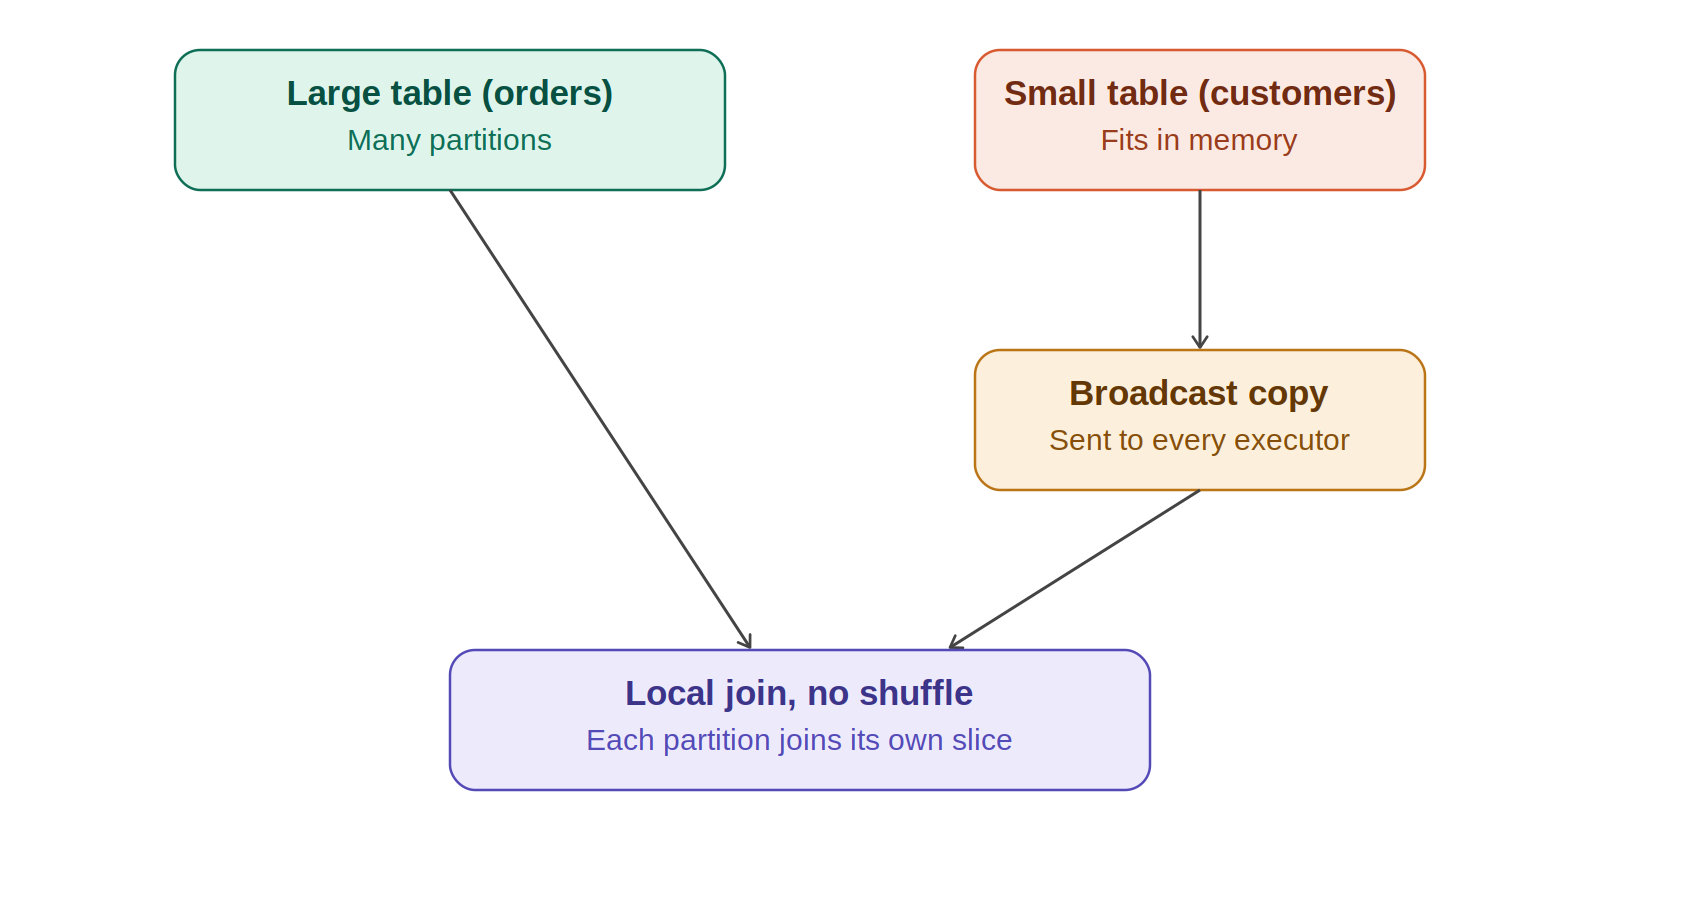 Large table (orders)
Many partitions
Small table (customers)
Fits in memory
Broadcast copy
Sent to every executor
Local join, no shuffle
Each partition joins its own slice